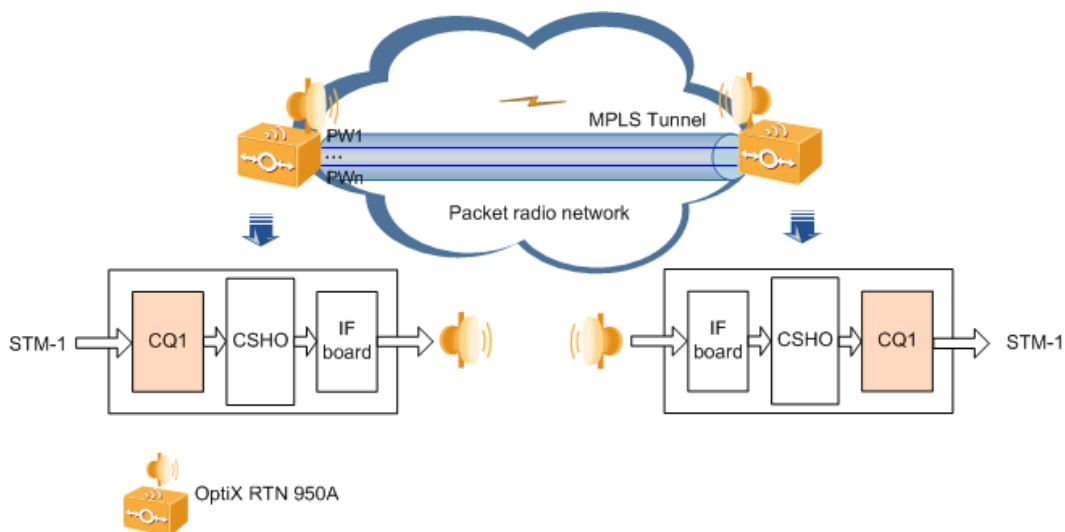 MPLS Tunnel
PW1
...
PWn
Packet radio network
STM-1
CQ1
CSHO
IF
board
IF
board
CSHO
CQ1
STM-1
OptiX RTN 950A